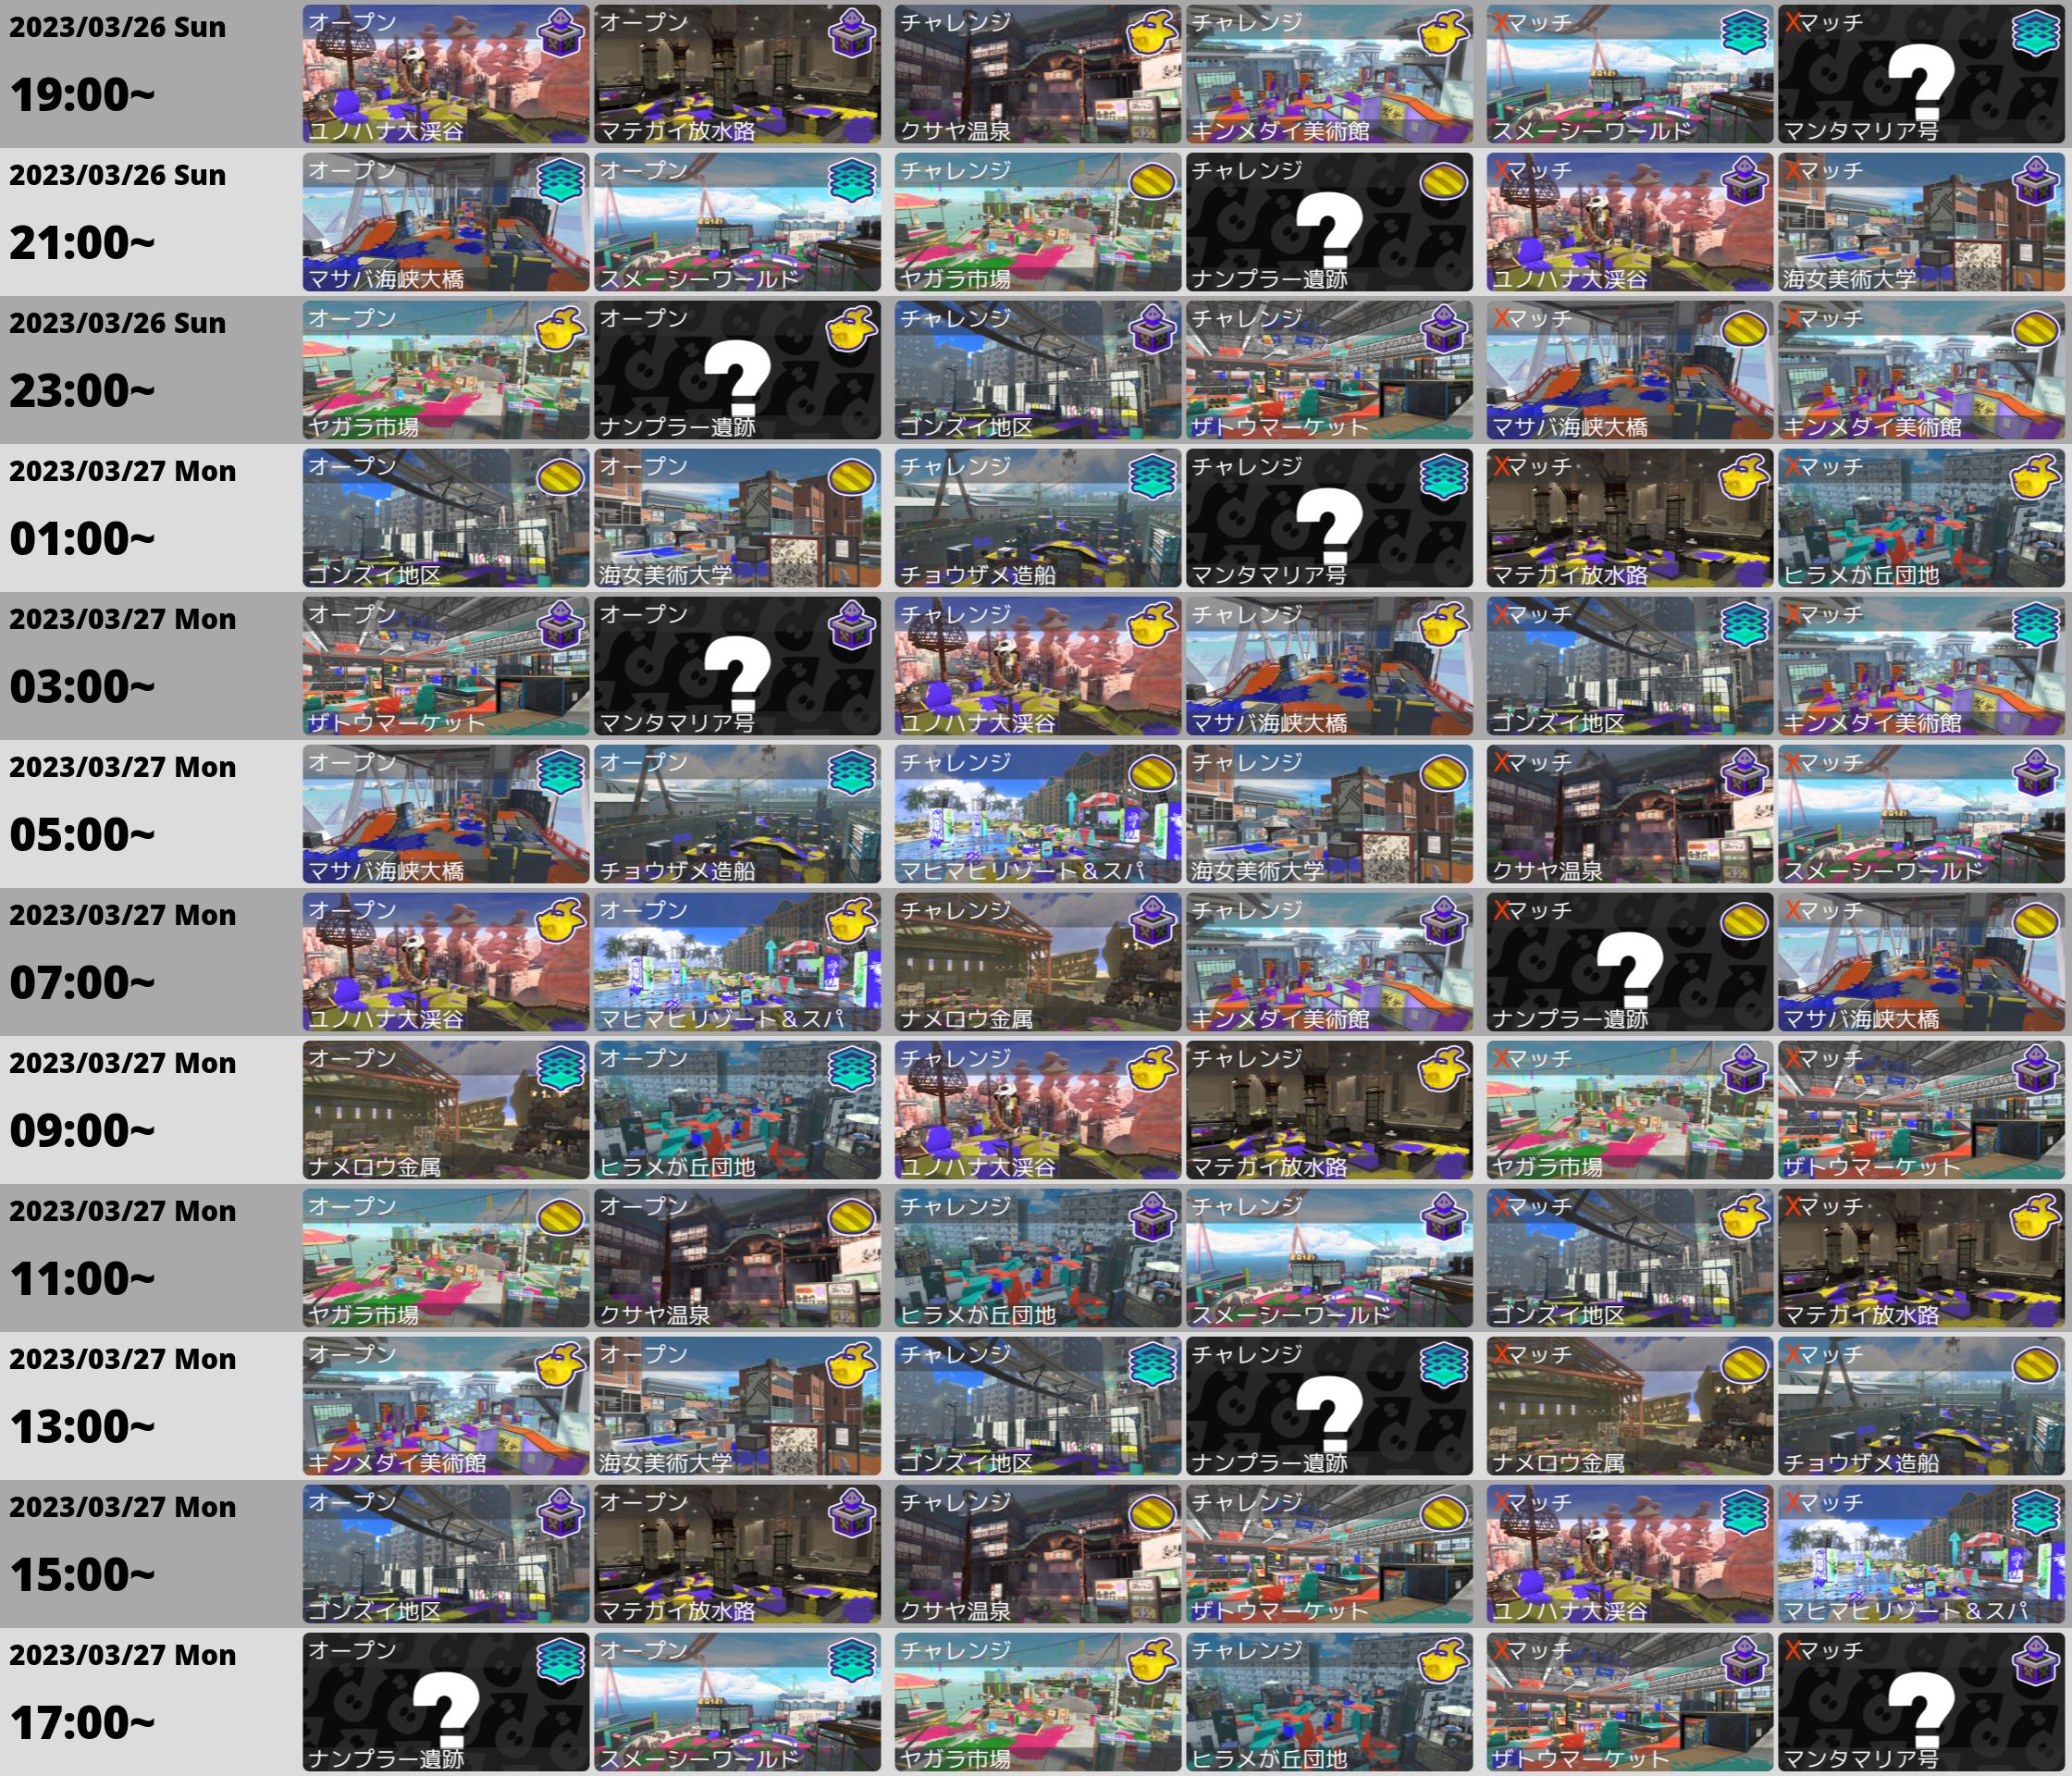 2023/03/26 Sun
19:00~
オープン
ユノハナ大渓谷
オープン
マテガイ放水路
チャレンジ
クサヤ温泉
チャレンジ
キンメダイ美術館
Xマッチ
スメーシーワールド
Xマッチ
?
マンタマリア号
2023/03/26 Sun
21:00~
オープン
マサバ海峡大橋
オープン
スメーシーワールド
チャレンジ
ヤガラ市場
チャレンジ
?
ナンプラー遺跡
Xマッチ
ユノハナ大渓谷
Xマッチ
海女美術大学
2023/03/26 Sun
23:00~
オープン
ヤガラ市場
オープン
?
ナンプラー遺跡
チャレンジ
ゴンズイ地区
チャレンジ
ザトウマーケット
Xマッチ
マサバ海峡大橋
Xマッチ
キンメダイ美術館
2023/03/27 Mon
01:00~
オープン
ゴンズイ地区
オープン
海女美術大学
チャレンジ
チョウザメ造船
チャレンジ
?
マンタマリア号
Xマッチ
マテガイ放水路
Xマッチ
ヒラメが丘団地
2023/03/27 Mon
03:00~
オープン
ザトウマーケット
オープン
?
マンタマリア号
チャレンジ
ユノハナ大渓谷
チャレンジ
マサバ海峡大橋
Xマッチ
ゴンズイ地区
Xマッチ
キンメダイ美術館
2023/03/27 Mon
05:00~
オープン
マサバ海峡大橋
オープン
チョウザメ造船
チャレンジ
マヒマヒリゾート＆スパ
チャレンジ
海女美術大学
Xマッチ
クサヤ温泉
Xマッチ
スメーシーワールド
2023/03/27 Mon
07:00~
オープン
ユノハナ大渓谷
オープン
マヒマヒリゾート＆スパ
チャレンジ
ナメロウ金属
チャレンジ
キンメダイ美術館
Xマッチ
?
ナンプラー遺跡
Xマッチ
マサバ海峡大橋
2023/03/27 Mon
09:00~
オープン
ナメロウ金属
オープン
ヒラメが丘団地
チャレンジ
ユノハナ大渓谷
チャレンジ
マテガイ放水路
Xマッチ
ヤガラ市場
Xマッチ
ザトウマーケット
2023/03/27 Mon
11:00~
オープン
ヤガラ市場
オープン
クサヤ温泉
チャレンジ
ヒラメが丘団地
チャレンジ
スメーシーワールド
Xマッチ
ゴンズイ地区
Xマッチ
マテガイ放水路
2023/03/27 Mon
13:00~
オープン
キンメダイ美術館
オープン
海女美術大学
チャレンジ
ゴンズイ地区
チャレンジ
?
ナンプラー遺跡
Xマッチ
ナメロウ金属
Xマッチ
チョウザメ造船
2023/03/27 Mon
15:00~
オープン
ゴンズイ地区
オープン
マテガイ放水路
チャレンジ
クサヤ温泉
チャレンジ
ザトウマーケット
Xマッチ
ユノハナ大渓谷
Xマッチ
マヒマヒリゾート＆スパ
2023/03/27 Mon
17:00~
オープン
?
ナンプラー遺跡
オープン
スメーシーワールド
チャレンジ
ヤガラ市場
チャレンジ
ヒラメが丘団地
Xマッチ
ザトウマーケット
Xマッチ
?
マンタマリア号